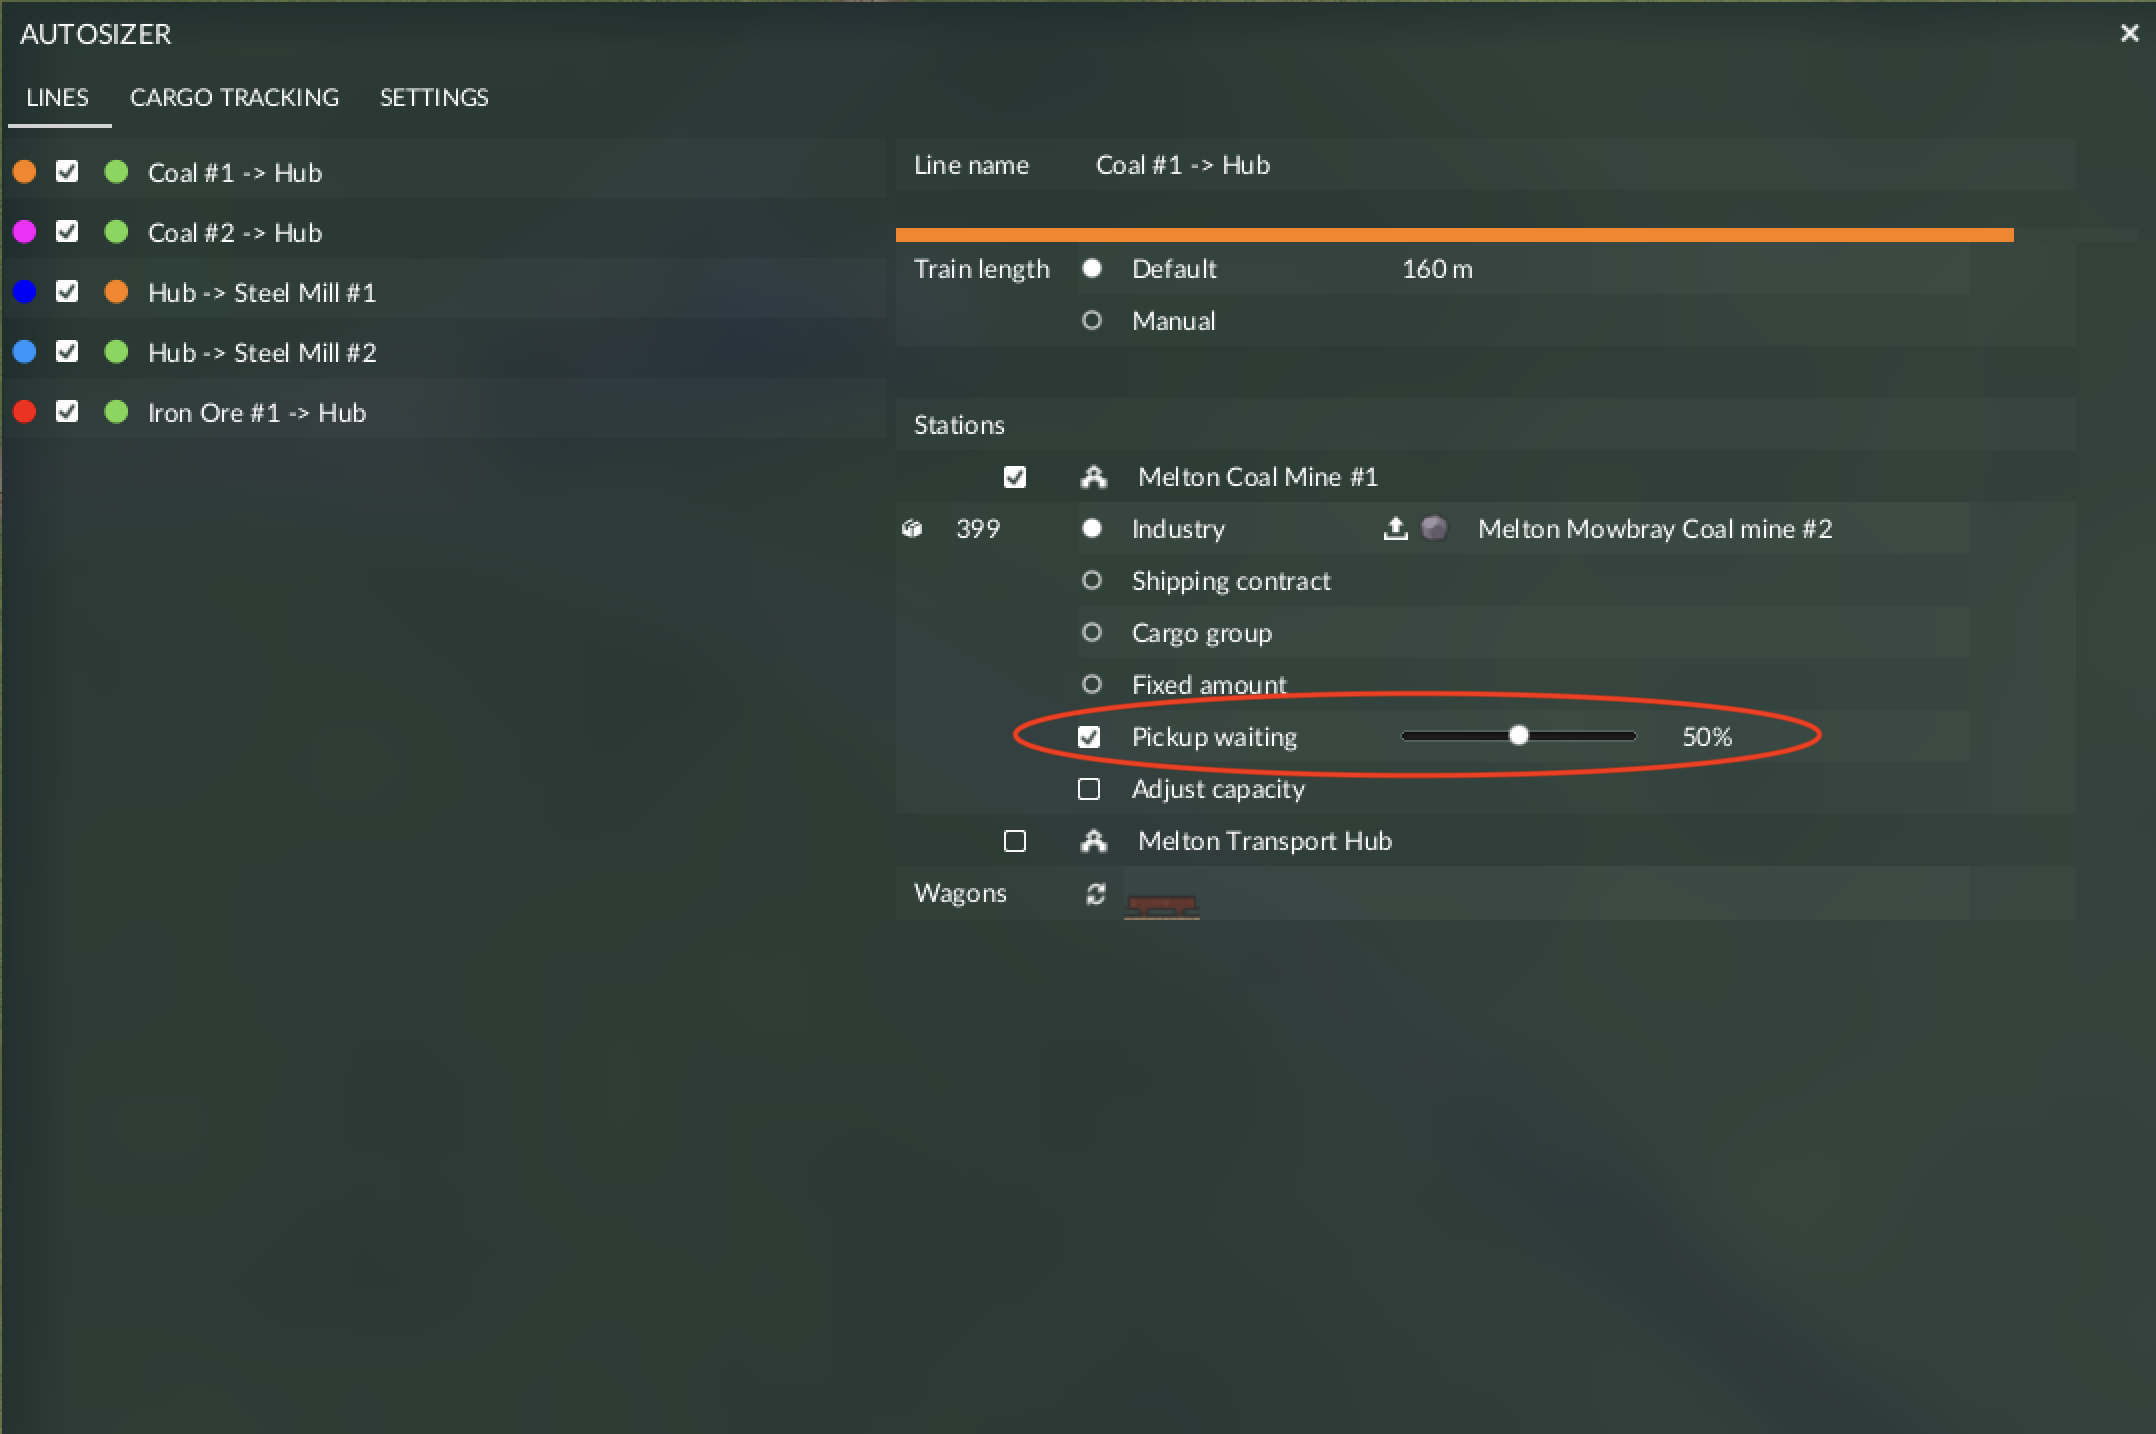 AUTOSIZER
LINES CARGO TRACKING SETTINGS
Coal #1 -> Hub
Coal #2 -> Hub
Hub -> Steel Mill #1
Hub -> Steel Mill #2
Iron Ore #1 -> Hub
Line name Coal #1 -> Hub
Train length Default 160 m
Manual
Stations
Melton Coal Mine #1
399 Industry Melton Mowbray Coal mine #2
Shipping contract
Cargo group
Fixed amount
Pickup waiting 50%
Adjust capacity
Melton Transport Hub
Wagons